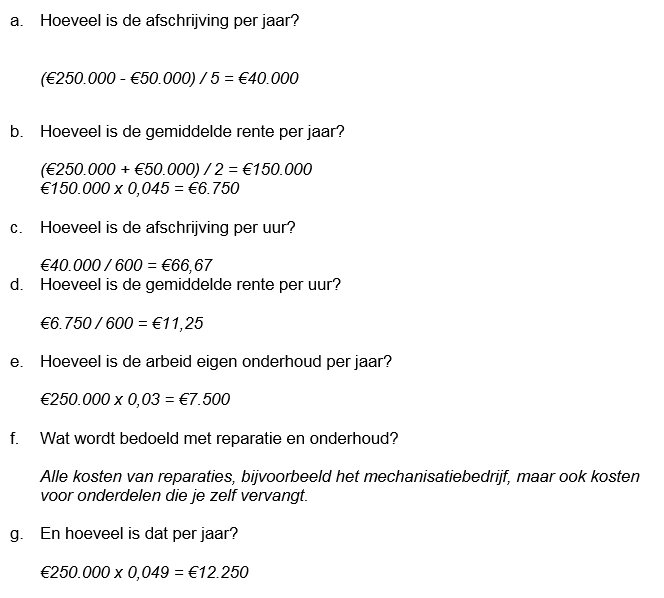 a. Hoeveel is de afschrijving per jaar?
(€250.000 - €50.000) / 5 = €40.000
b. Hoeveel is de gemiddelde rente per jaar?
(€250.000 + €50.000) / 2 = €150.000
€150.000 x 0,045 = €6.750
c. Hoeveel is de afschrijving per uur?
€40.000 / 600 = €66,67
d. Hoeveel is de gemiddelde rente per uur?
€6.750 / 600 = €11,25
e. Hoeveel is de arbeid eigen onderhoud per jaar?
€250.000 x 0,03 = €7.500
f. Wat wordt bedoeld met reparatie en onderhoud?
Alle kosten van reparaties, bijvoorbeeld het mechanisatiebedrijf, maar ook kosten
voor onderdelen die je zelf vervangt.
g. En hoeveel is dat per jaar?
€250.000 x 0,049 = €12.250